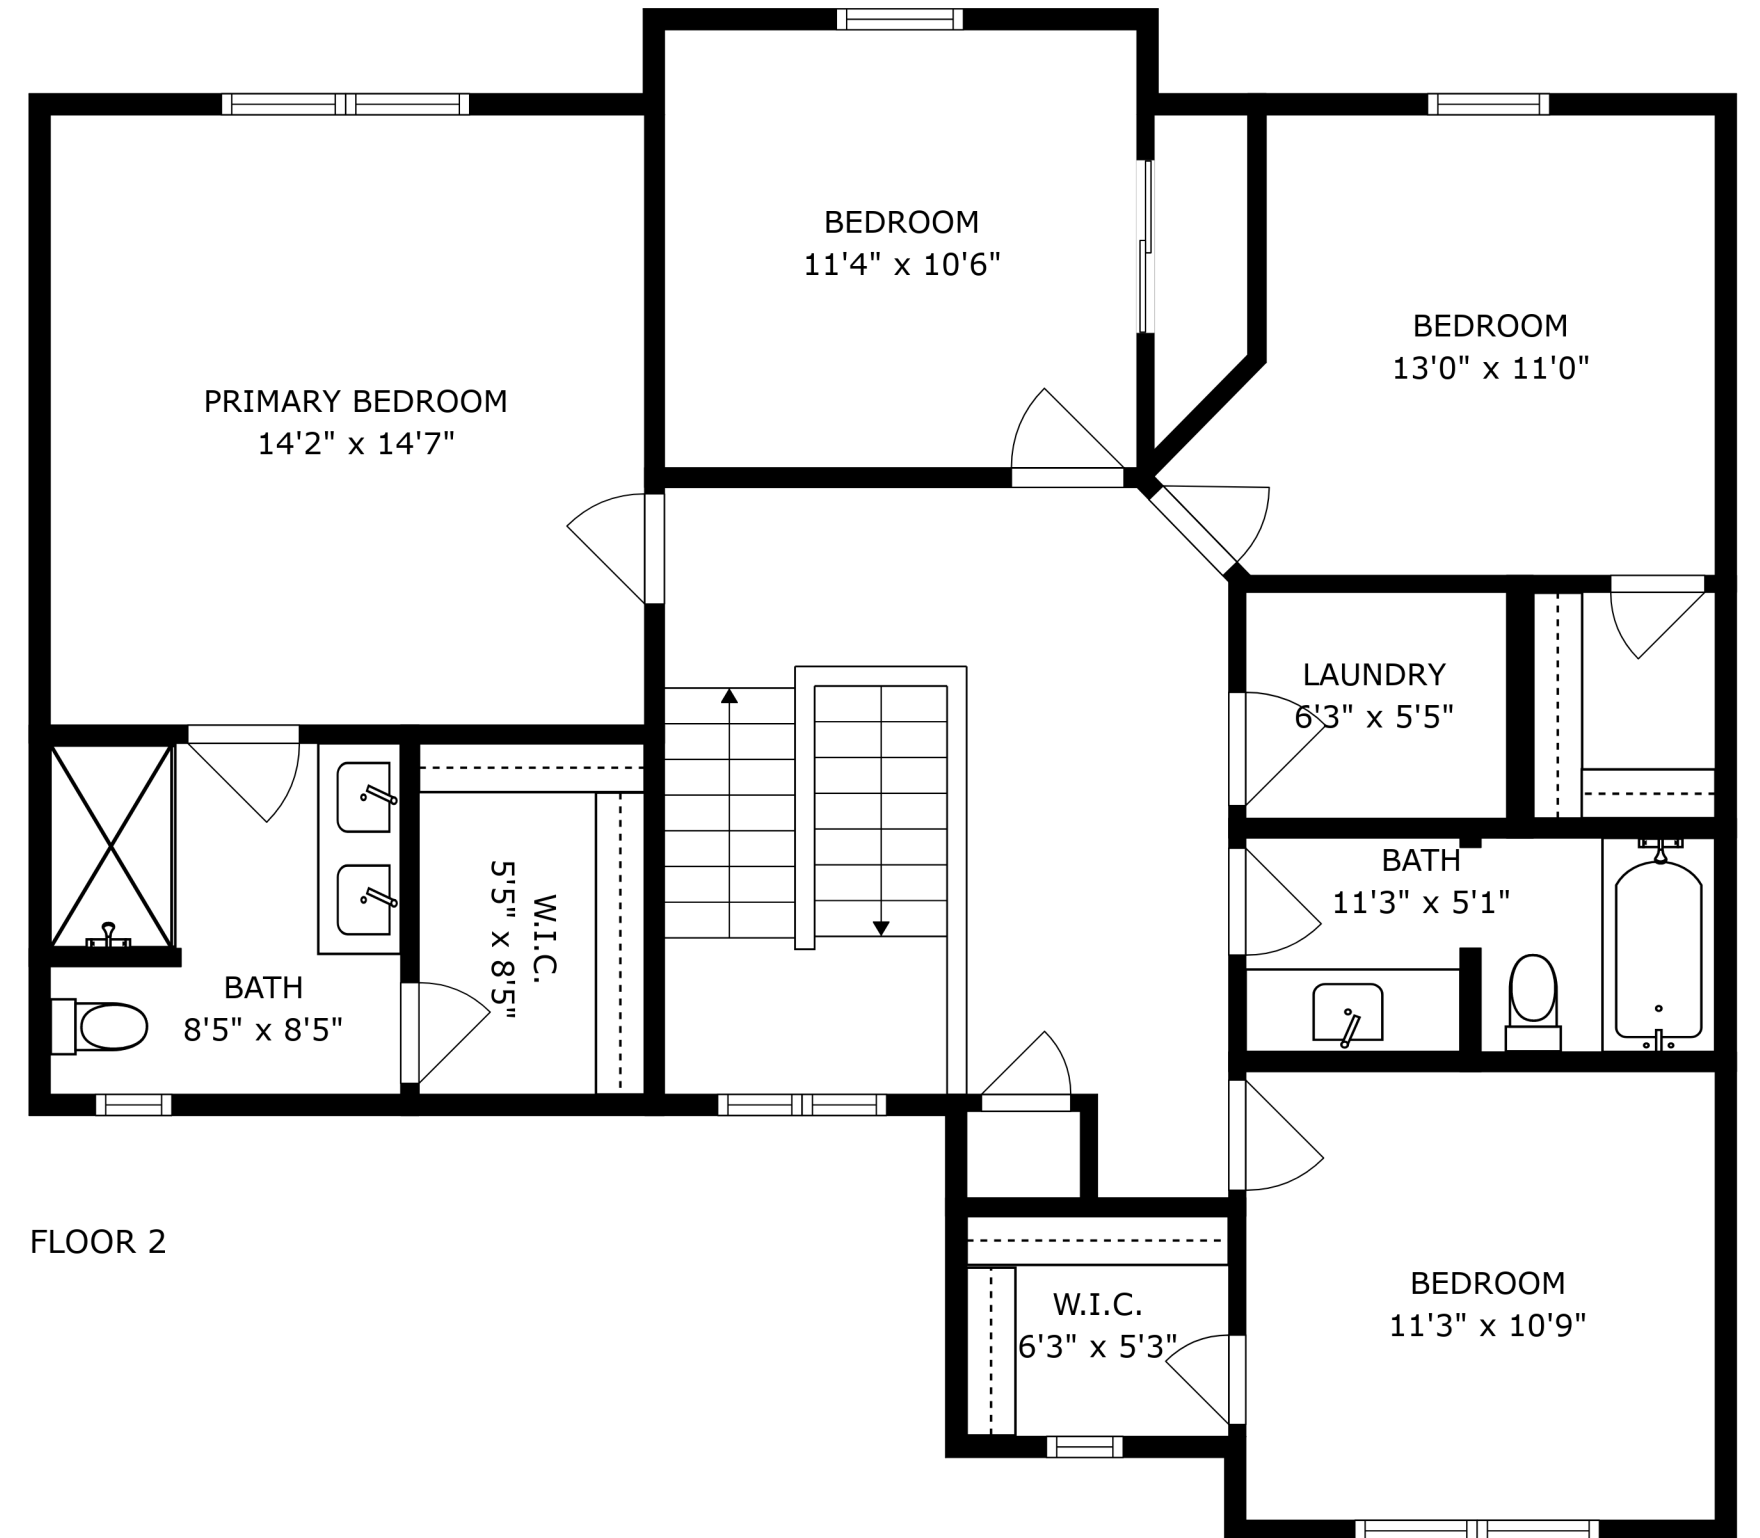 BEDROOM
11'4" x 10'6"
BEDROOM
13'0" x 11'0"
PRIMARY BEDROOM
14'2" x 14'7"
LAUNDRY
6'3" x 5'5"
BATH
11'3" x 5'1"
W.I.C.
5'5" x 8'5"
BATH
8'5" x 8'5"
FLOOR 2
W.I.C.
6'3" x 5'3"
BEDROOM
11'3" x 10'9"